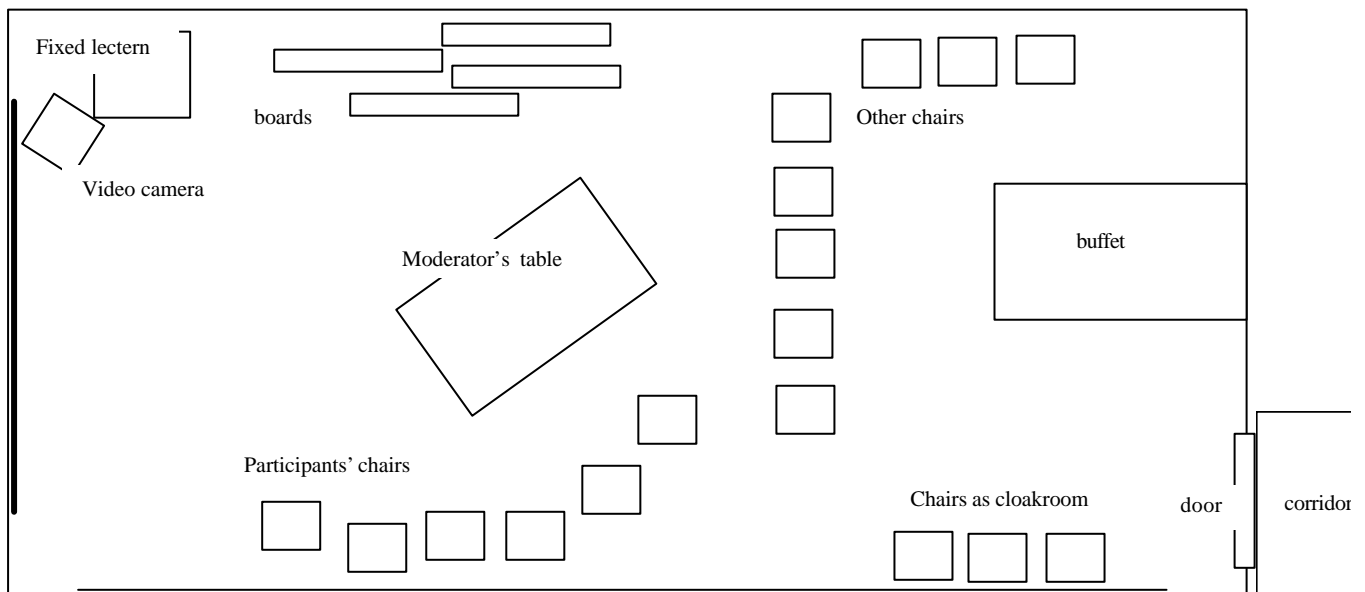 Fixed lectern
boards
Other chairs
Video camera
buffet
Moderator's table
Participants' chairs
Chairs as cloakroom
door
corridor